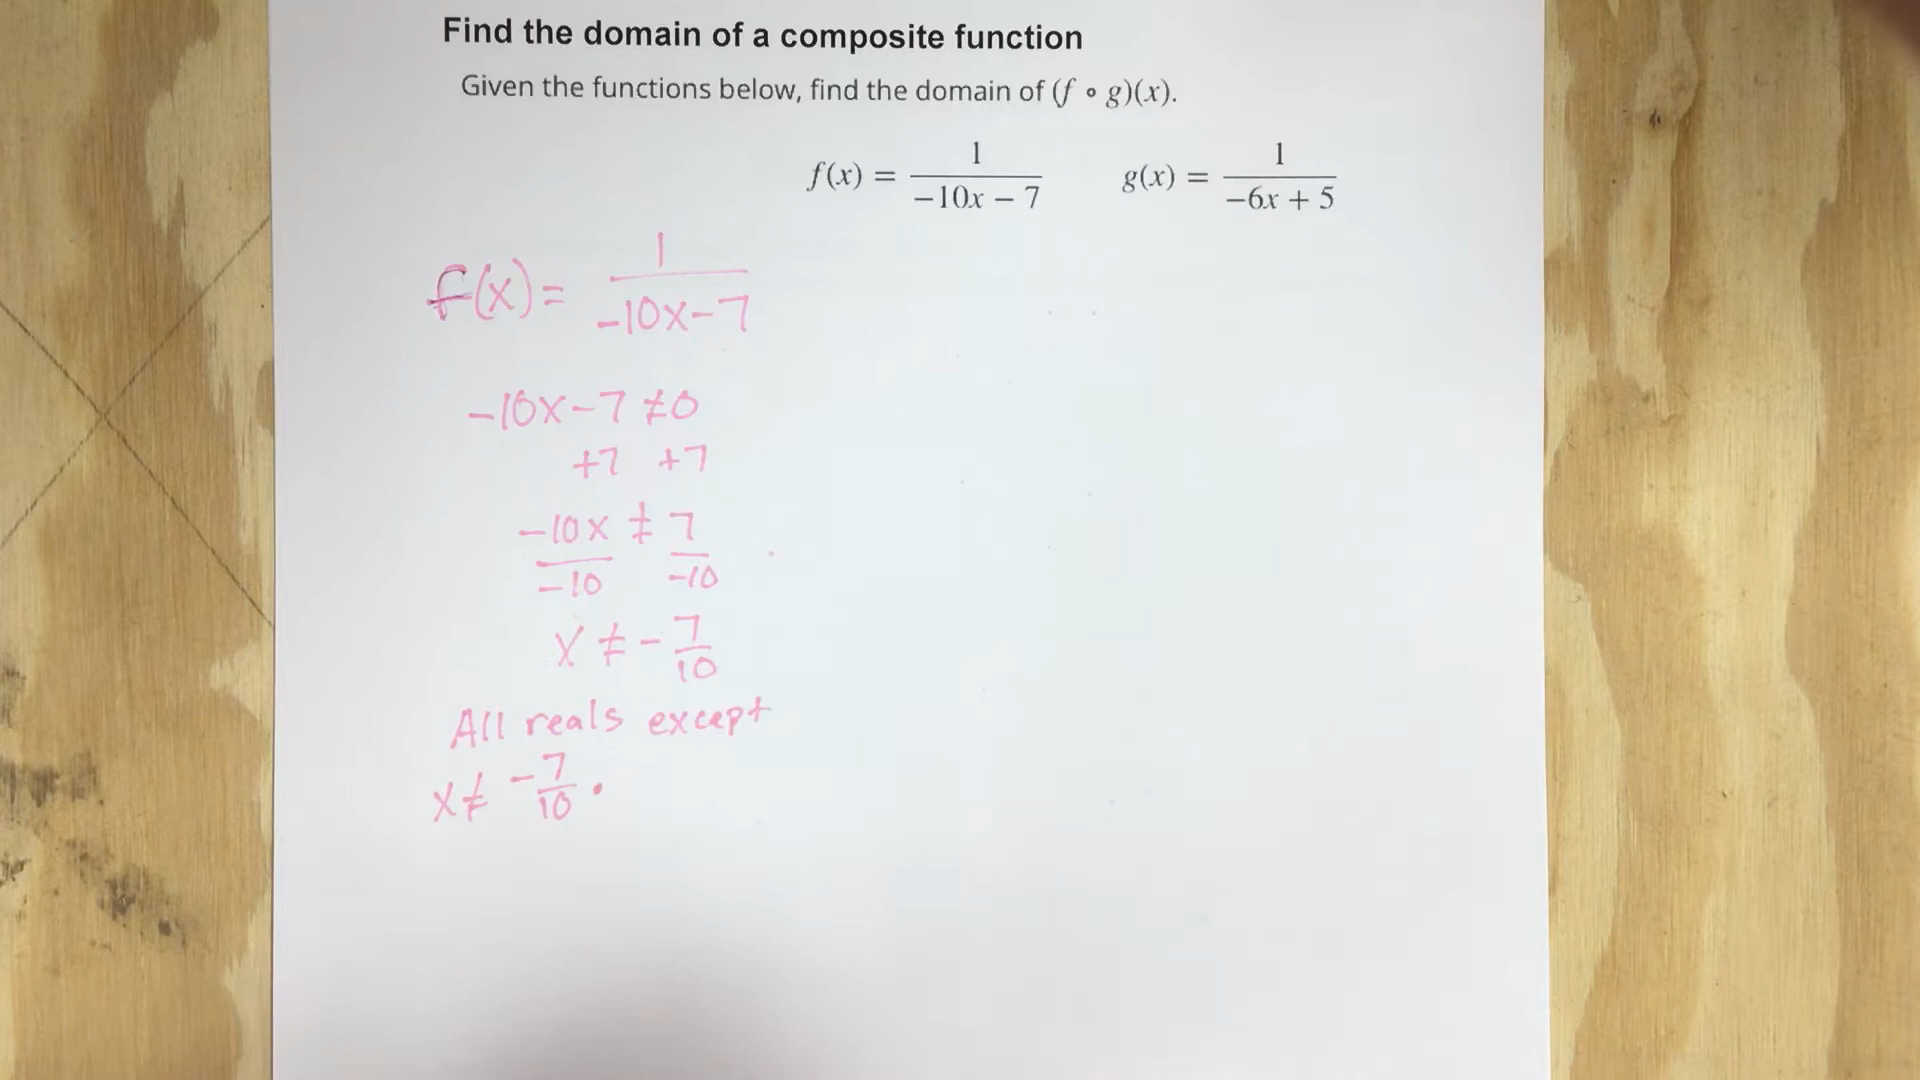 Find the domain of a composite function
Given the functions below, find the domain of (f ∘ g)(x).
f(x) = 1/(−10x − 7) g(x) = 1/(−6x + 5)
f(x) = 1/(-10x-7)
-10x-7 ≠ 0
+7 +7
-10x/-10 ≠ 7/-10
x ≠ - 7/10
All reals except
x ≠ -7/10 .